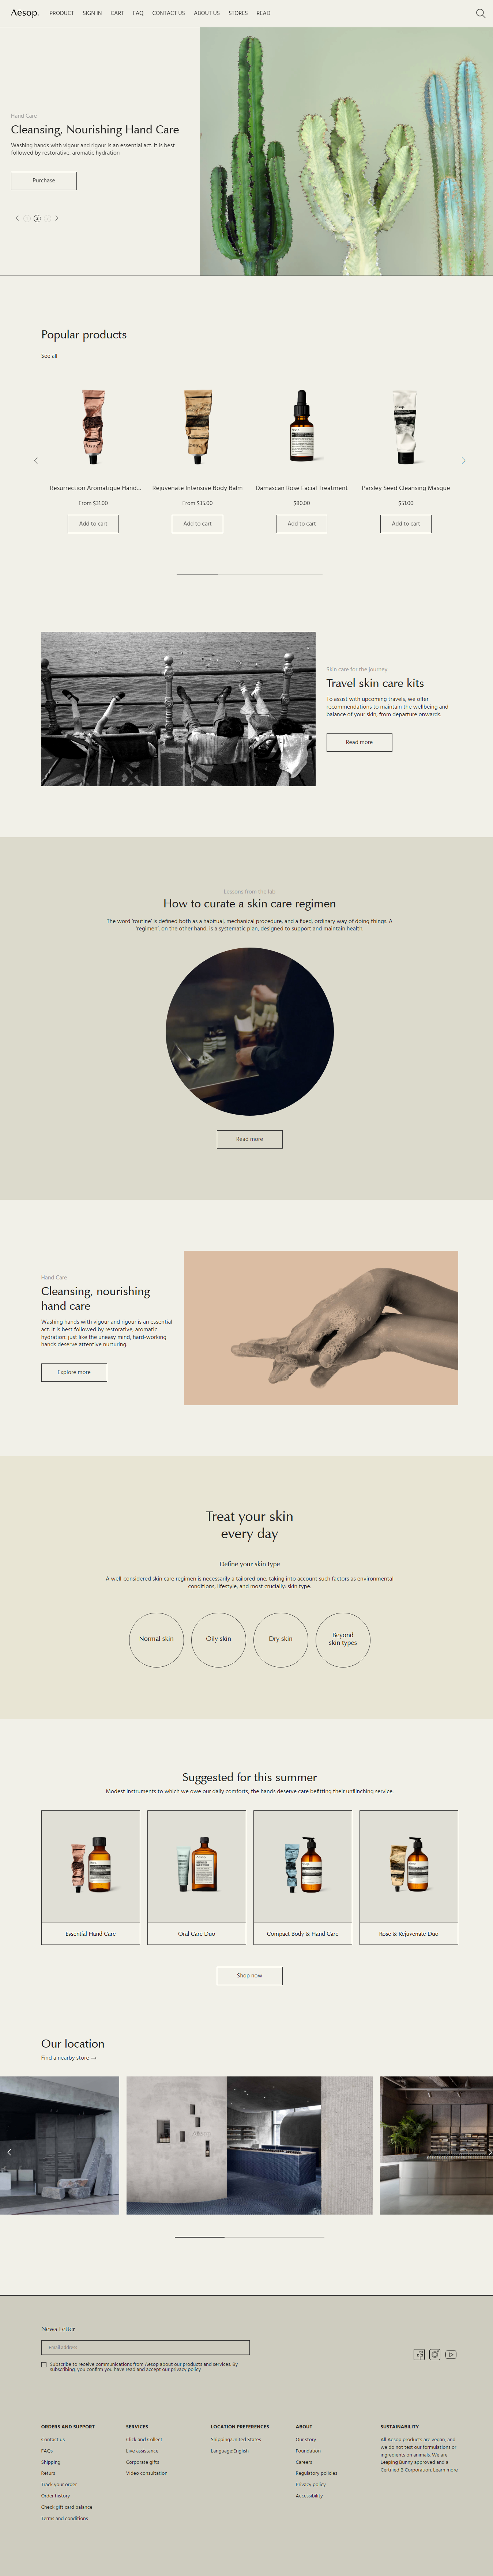 Aēsop.
PRODUCT
SIGN IN
CART
FAQ
CONTACT US
ABOUT US
STORES
READ
Hand Care
Cleansing, Nourishing Hand Care
Washing hands with vigour and rigour is an essential act. It is best
followed by restorative, aromatic hydration
Purchase
2
Popular products
See all
Resurrection Aromatique Hand...
From $31.00
Add to cart
Rejuvenate Intensive Body Balm
From $35.00
Add to cart
Damascan Rose Facial Treatment
$80.00
Add to cart
Parsley Seed Cleansing Masque
$51.00
Add to cart
Skin care for the journey
Travel skin care kits
To assist with upcoming travels, we offer
recommendations to maintain the wellbeing and
balance of your skin, from departure onwards.
Read more
Lessons from the lab
How to curate a skin care regimen
The word 'routine' is defined both as a habitual, mechanical procedure, and a fixed, ordinary way of doing things. A
'regimen', on the other hand, is a systematic plan, designed to support and maintain health.
Read more
Hand Care
Cleansing, nourishing
hand care
Washing hands with vigour and rigour is an essential
act. It is best followed by restorative, aromatic
hydration: just like the uneasy mind, hard-working
hands deserve attentive nurturing.
Explore more
Treat your skin
every day
Define your skin type
A well-considered skin care regimen is necessarily a tailored one, taking into account such factors as environmental
conditions, lifestyle, and most crucially: skin type.
Normal skin
Oily skin
Dry skin
Beyond
skin types
Suggested for this summer
Modest instruments to which we owe our daily comforts, the hands deserve care befitting their unflinching service.
Essential Hand Care
Oral Care Duo
Compact Body & Hand Care
Rose & Rejuvenate Duo
Shop now
Our location
Find a nearby store →
News Letter
Email address
Subscribe to receive communications from Aesop about our products and services. By
subscribing, you confirm you have read and accept our privacy policy
ORDERS AND SUPPORT
Contact us
FAQs
Shipping
Returs
Track your order
Order history
Check gift card balance
Terms and conditions
SERVICES
Click and Collect
Live assistance
Corporate gifts
Video consultation
LOCATION PREFERENCES
Shipping:United States
Language:English
ABOUT
Our story
Foundation
Careers
Regulatory policies
Privacy policy
Accessibility
SUSTAINABILITY
All Aesop products are vegan, and
we do not test our formulations or
ingredients on animals. We are
Leaping Bunny approved and a
Certified B Corporation. Learn more